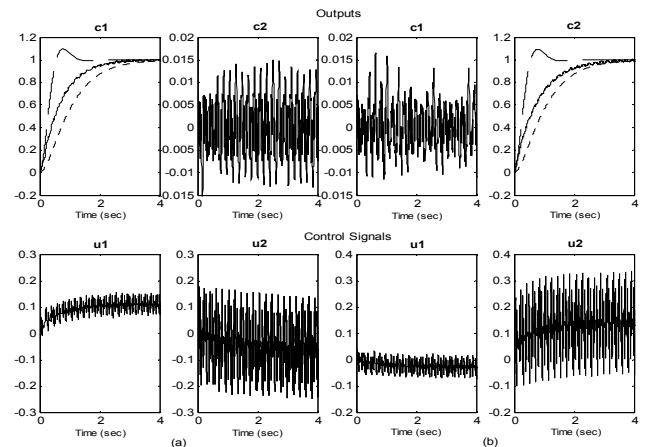 Outputs
c1 c2 c1 c2
1.2 0.015 0.015 1.2
1 0.01 0.01 1
0.8 0.8
0.005 0.005
0.6 0.6
0 0
0.4 0.4
0.005 0.005
0.2 0.2
0 -0.01 -0.01 0
-0.2 0.015 0.015 -0.2
0 2 4 0 2 4 0 2 4 0 2 4
Time (sec) Time (sec) Time (sec) Time (sec)
Control Signals
u1 u2 u1 u2
0.3 0.3 0.4 0.4
0.2 0.2 0.3 0.3
0.1 0.1 0.2 0.2
0 0 0.1 0.1
-0.1 -0.1 0 0
-0.2 -0.2 -0.1 -0.1
-0.3 -0.3 -0.2 -0.2
0 2 4 0 2 4 0 2 4 0 2 4
Time (sec) Time (sec) Time (sec) Time (sec)
(a) (b)